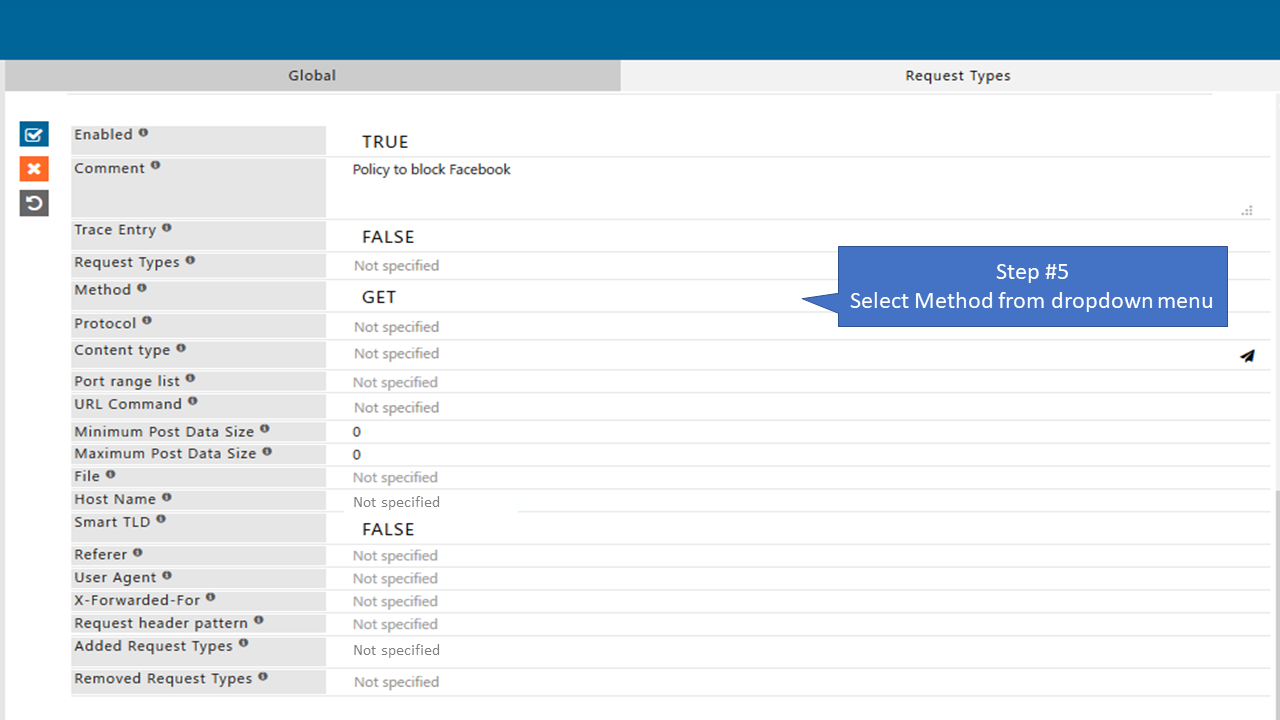 Global
Request Types
Enabled
TRUE
Comment
Policy to block Facebook
Trace Entry
FALSE
Request Types
Not specified
Step #5
Select Method from dropdown menu
Method
GET
Protocol
Not specified
Content type
Not specified
Port range list
Not specified
URL Command
Not specified
Minimum Post Data Size
0
Maximum Post Data Size
0
File
Not specified
Host Name
Not specified
Smart TLD
FALSE
Referer
Not specified
User Agent
Not specified
X-Forwarded-For
Not specified
Request header pattern
Not specified
Added Request Types
Not specified
Removed Request Types
Not specified